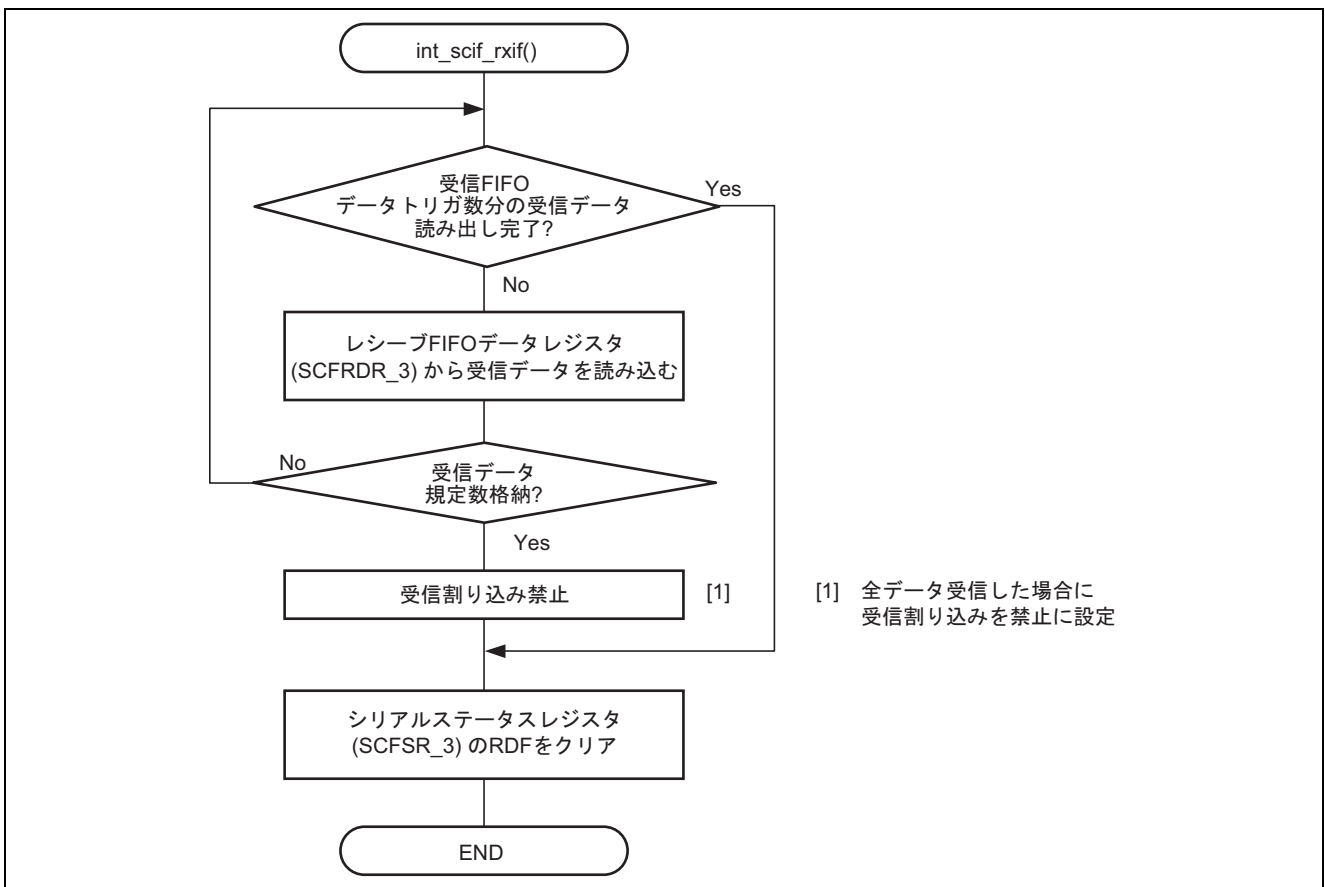 int_scif_rxif()
受信FIFO
データトリガ数分の受信データ
読み出し完了?
Yes
No
レシーブFIFOデータレジスタ
(SCFRDR_3) から受信データを読み込む
No
受信データ
規定数格納?
Yes
受信割り込み禁止
[1]
[1] 全データ受信した場合に
受信割り込みを禁止に設定
シリアルステータスレジスタ
(SCFSR_3) のRDFをクリア
END